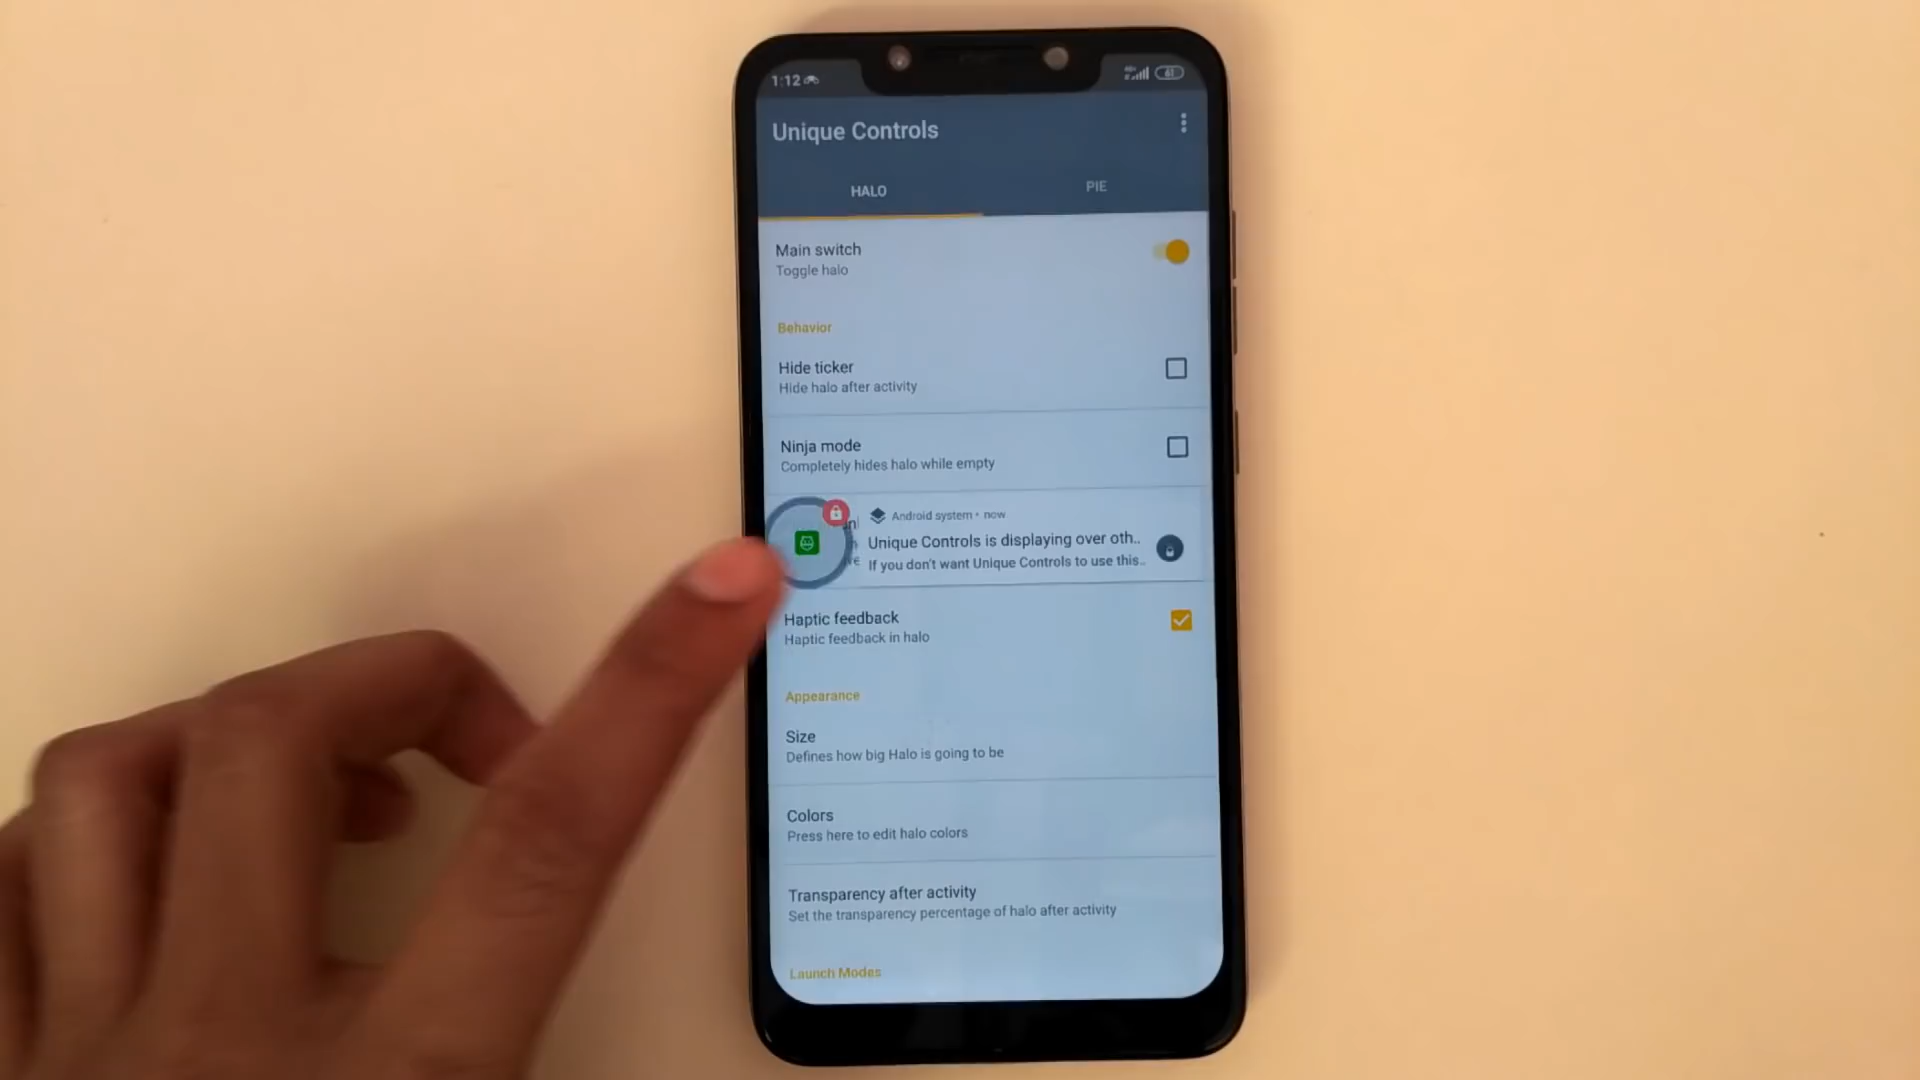 1:12
61
Unique Controls
HALO
PIE
Main switch
Toggle halo
Behavior
Hide ticker
Hide halo after activity
Ninja mode
Completely hides halo while empty
Android system • now
Unique Controls is displaying over oth..
If you don't want Unique Controls to use this..
Haptic feedback
Haptic feedback in halo
Appearance
Size
Defines how big Halo is going to be
Colors
Press here to edit halo colors
Transparency after activity
Set the transparency percentage of halo after activity
Launch Modes